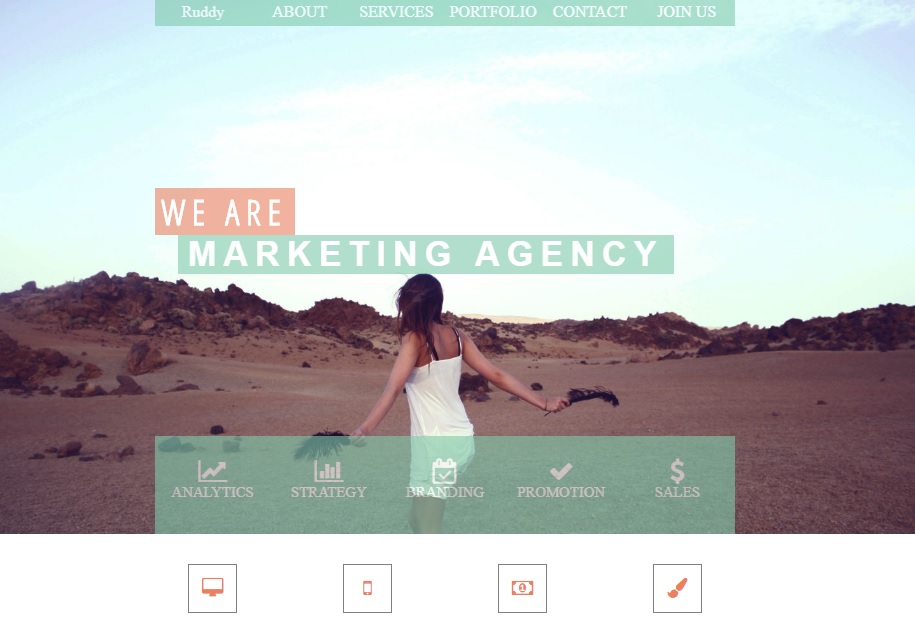 Ruddy ABOUT SERVICES PORTFOLIO CONTACT JOIN US
WE ARE
MARKETING AGENCY
ANALYTICS STRATEGY BRANDING PROMOTION SALES